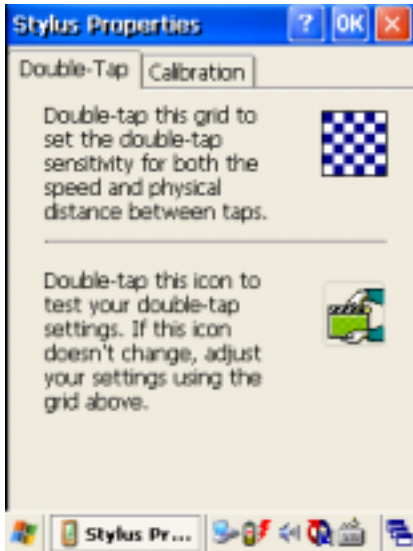 Stylus Properties ? OK ×
Double-Tap Calibration
Double-tap this grid to
set the double-tap
sensitivity for both the
speed and physical
distance between taps.
Double-tap this icon to
test your double-tap
settings. If this icon
doesn't change, adjust
your settings using the
grid above.
Stylus Pr...